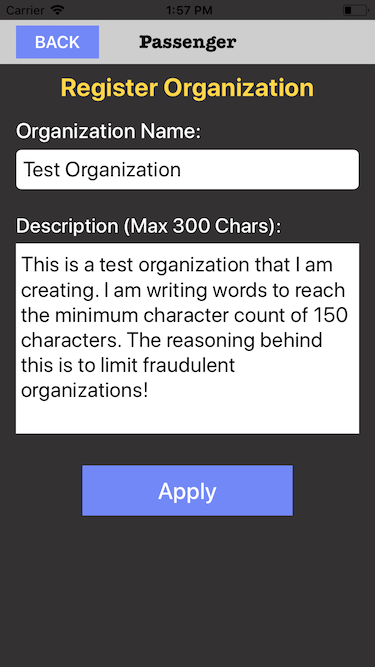 Carrier 1:57 PM
BACK Passenger
Register Organization
Organization Name:
Test Organization
Description (Max 300 Chars):
This is a test organization that I am
creating. I am writing words to reach
the minimum character count of 150
characters. The reasoning behind
this is to limit fraudulent
organizations!
Apply